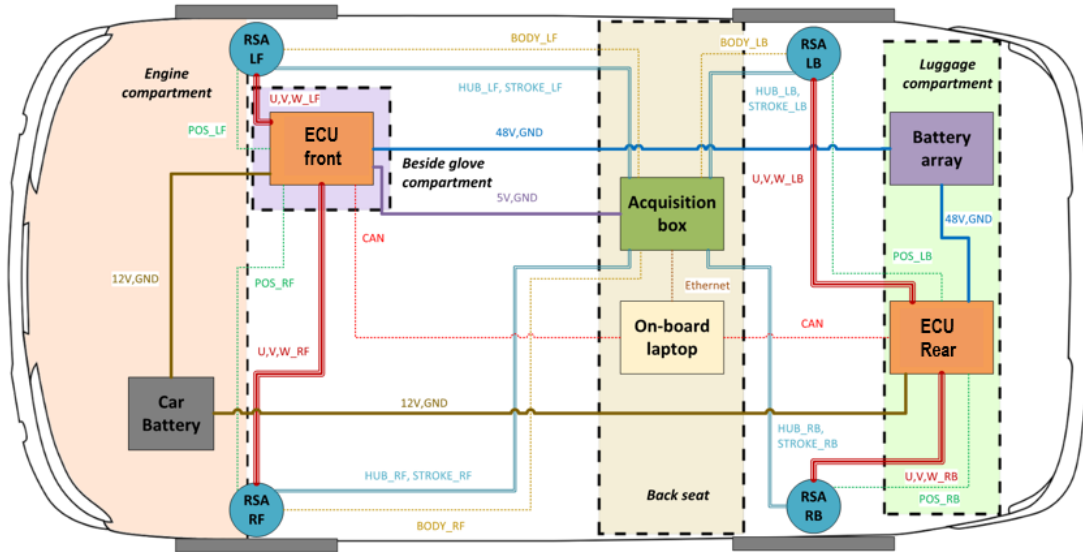 RSA
LF
BODY_LF
BODY_LB
RSA
LB
Engine
compartment
Luggage
compartment
HUB_LF, STROKE_LF
HUB_LB,
STROKE_LB
U,V,W_LF
POS_LF
ECU
front
48V,GND
Battery
array
Beside glove
compartment
U,V,W_LB
5V,GND
Acquisition
box
48V,GND
CAN
POS_LB
12V,GND
POS_RF
Ethernet
On-board
laptop
CAN
ECU
Rear
U,V,W_RF
Car
Battery
12V,GND
HUB_RB,
STROKE_RB
HUB_RF, STROKE_RF
U,V,W_RB
Back seat
RSA
RF
RSA
RB
POS_RB
BODY_RF